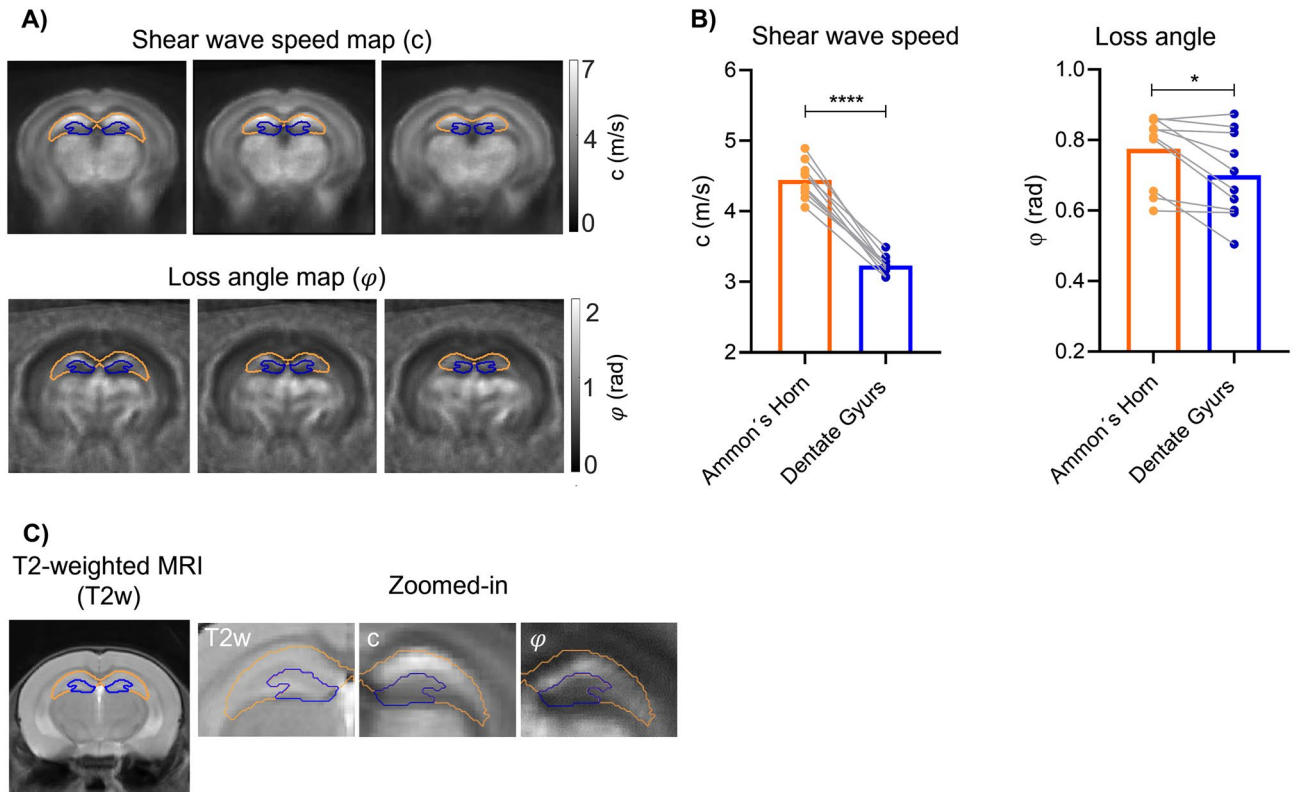 A)
Shear wave speed map (c)
7
4
0
c (m/s)
Loss angle map (φ)
2
1
0
φ (rad)
B)
Shear wave speed
6
5
4
3
2
c (m/s)
****
Ammon´s Horn
Dentate Gyurs
Loss angle
1.0
0.8
0.6
0.4
0.2
φ (rad)
*
Ammon´s Horn
Dentate Gyurs
C)
T2-weighted MRI
(T2w)
Zoomed-in
T2w
c
φ